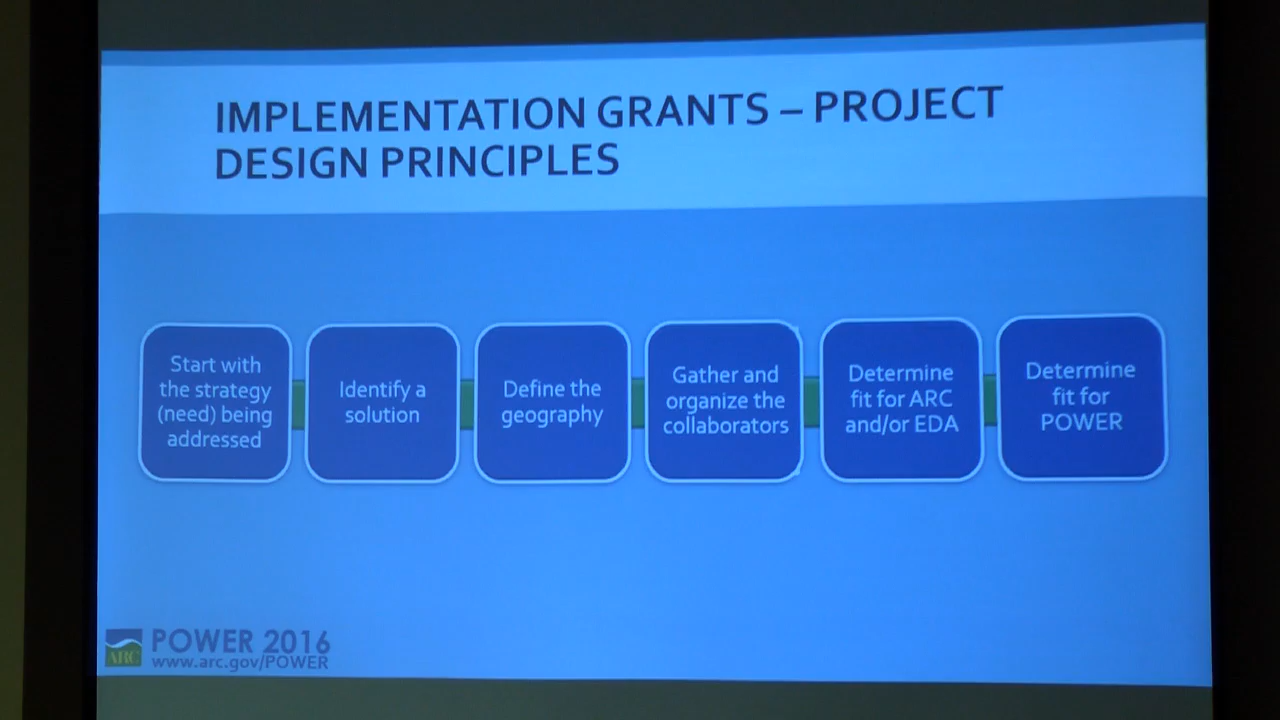 IMPLEMENTATION GRANTS – PROJECT
DESIGN PRINCIPLES
Start with
the strategy
(need) being
addressed
Identify a
solution
Define the
geography
Gather and
organize the
collaborators
Determine
fit for ARC
and/or EDA
Determine
fit for
POWER
ARC
POWER 2016
www.arc.gov/POWER